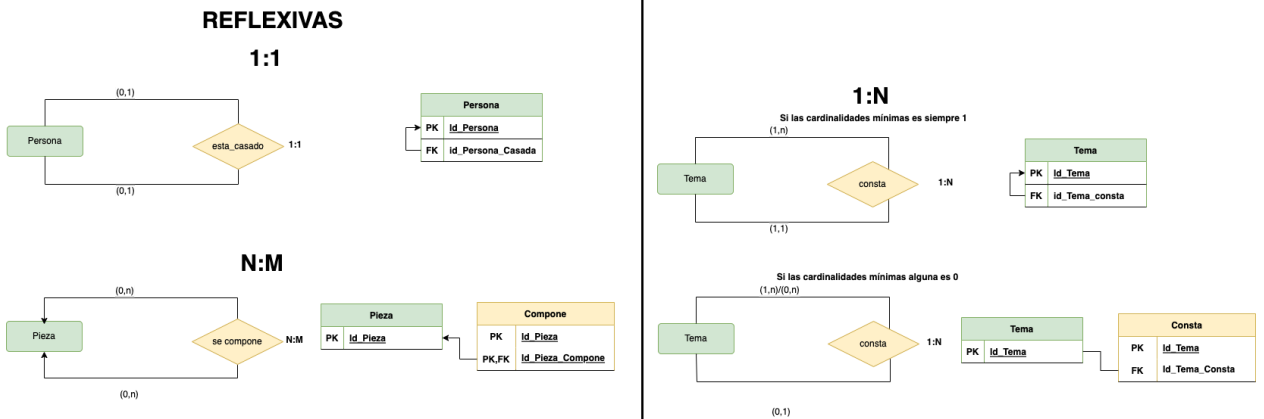 REFLEXIVAS
1:1
(0,1)
Persona
esta_casado
1:1
(0,1)
Persona
PK Id_Persona
FK id_Persona_Casada
N:M
(0,n)
Pieza
se compone
N:M
(0,n)
Pieza
PK Id_Pieza
Compone
PK Id_Pieza
PK,FK Id_Pieza_Compone
1:N
Si las cardinalidades mínimas es siempre 1
(1,n)
Tema
consta
1:N
(1,1)
Tema
PK Id_Tema
FK id_Tema_consta
Si las cardinalidades mínimas alguna es 0
(1,n)/(0,n)
Tema
consta
1:N
(0,1)
Tema
PK Id_Tema
Consta
PK Id_Tema
FK Id_Tema_Consta